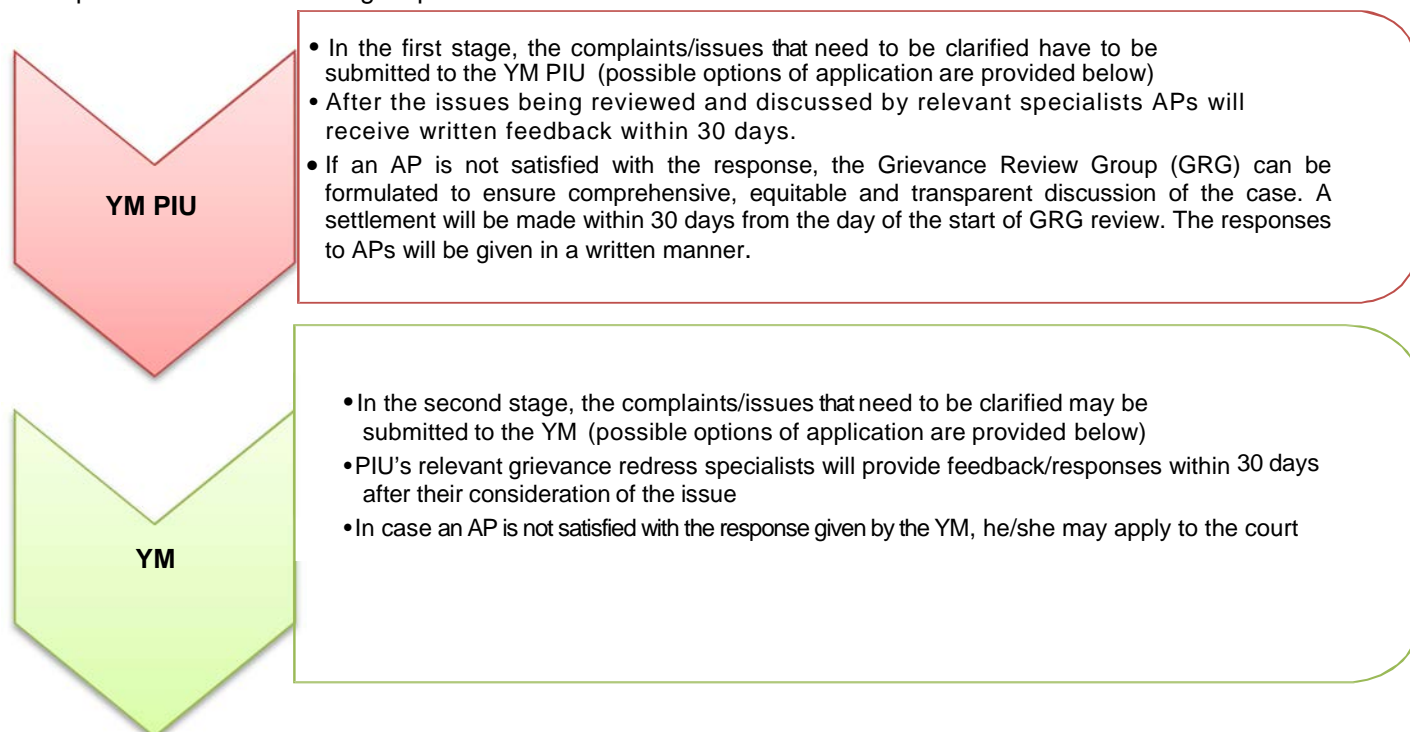 • In the first stage, the complaints/issues that need to be clarified have to be
submitted to the YM PIU (possible options of application are provided below)
• After the issues being reviewed and discussed by relevant specialists APs will
receive written feedback within 30 days.
• If an AP is not satisfied with the response, the Grievance Review Group (GRG) can be
formulated to ensure comprehensive, equitable and transparent discussion of the case. A
settlement will be made within 30 days from the day of the start of GRG review. The responses
to APs will be given in a written manner.
YM PIU
• In the second stage, the complaints/issues that need to be clarified may be
submitted to the YM (possible options of application are provided below)
• PIU's relevant grievance redress specialists will provide feedback/responses within 30 days
after their consideration of the issue
• In case an AP is not satisfied with the response given by the YM, he/she may apply to the court
YM